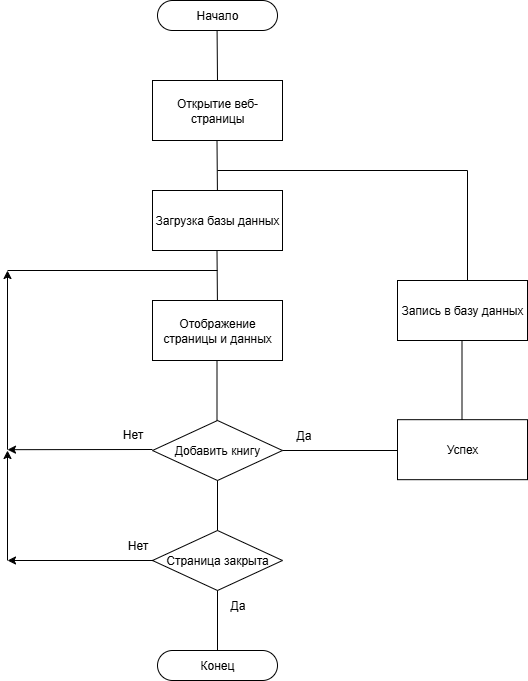 Начало
Открытие веб-
страницы
Загрузка базы данных
Запись в базу данных
Отображение
страницы и данных
Нет
Да
Добавить книгу
Успех
Нет
Страница закрыта
Да
Конец